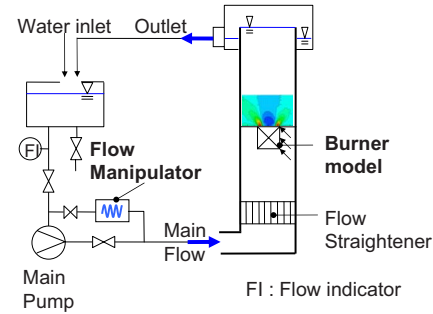 Water inlet
Outlet
FI
Flow
Manipulator
Burner
model
Main
Flow
Flow
Straightener
Main
Pump
FI : Flow indicator